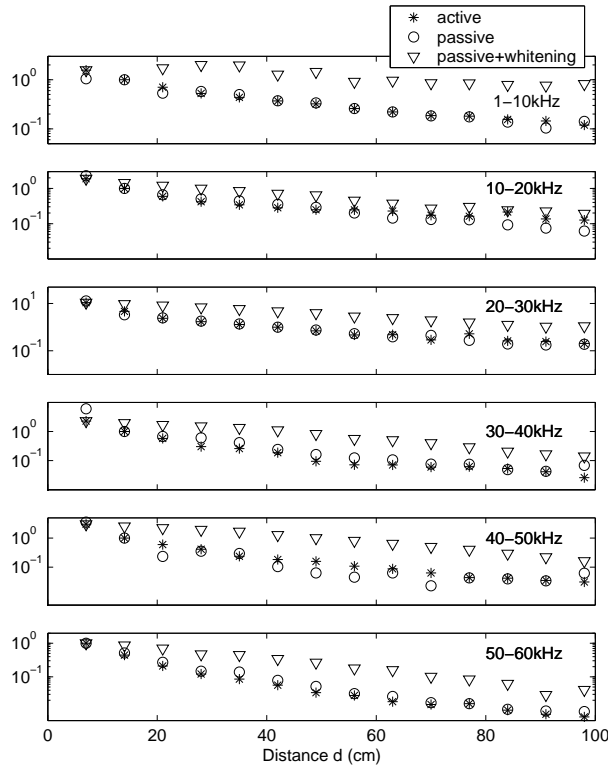 active
passive
passive+whitening
10^0
10^-1
1−10kHz
10^0
10^-1
10−20kHz
10^1
10^-1
20−30kHz
10^0
10^-1
30−40kHz
10^0
10^-1
40−50kHz
10^0
10^-1
50−60kHz
0 20 40 60 80 100
Distance d (cm)